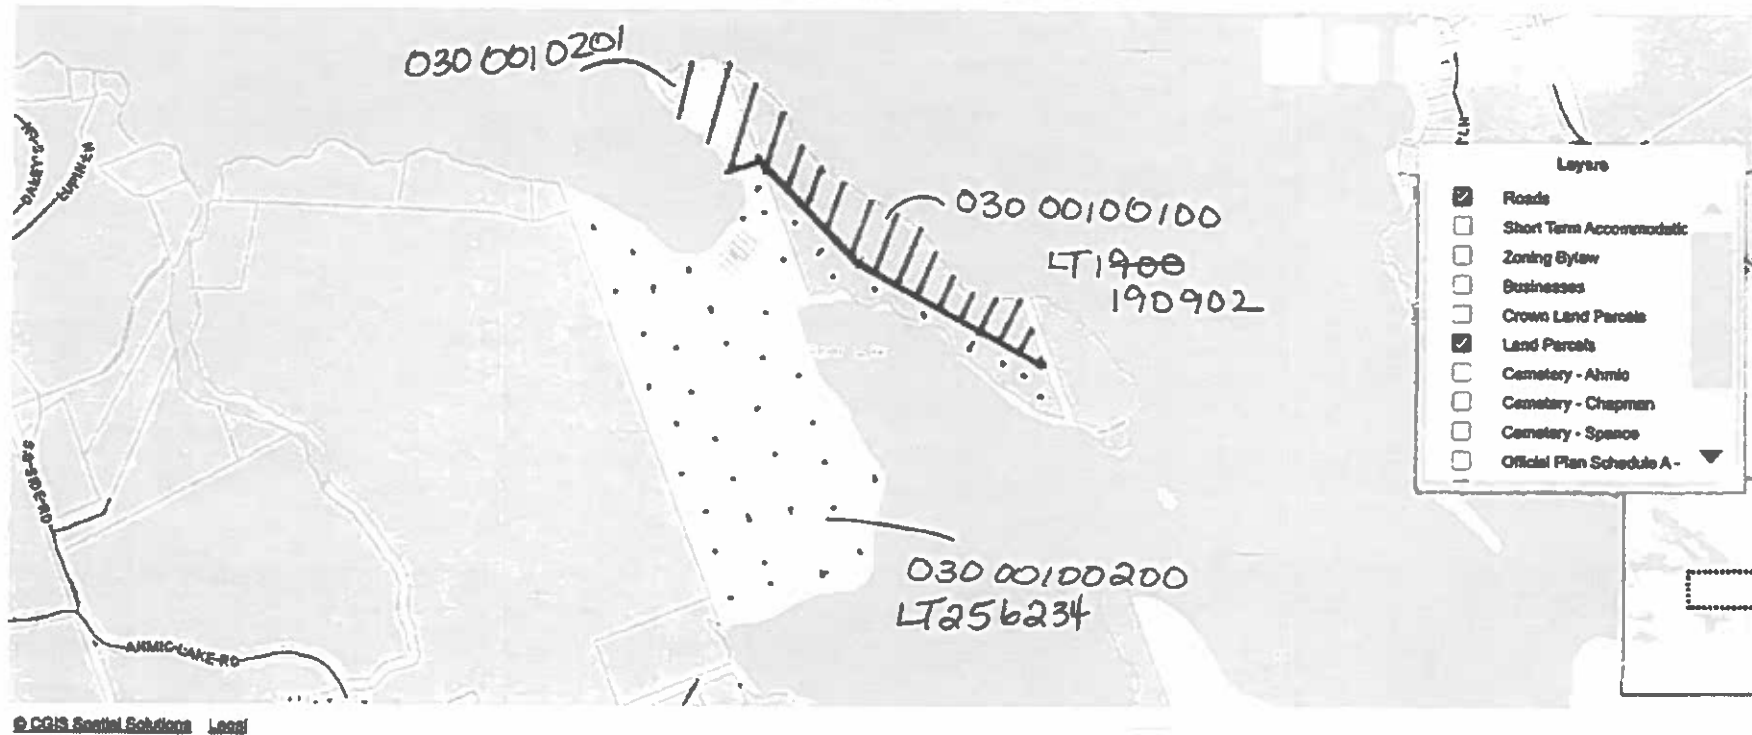 030 0010201
030 00100100
LT1900
190902
030 00100200
LT256234
LUPINEN
AHMIC LAKE RD
Layers
Roads
Short Term Accommodatic
Zoning Bylaw
Businesses
Crown Land Parcels
Land Parcels
Cemetery - Ahmic
Cemetery - Chapman
Cemetery - Spence
Official Plan Schedule A -
© CGIS Spatial Solutions Legal